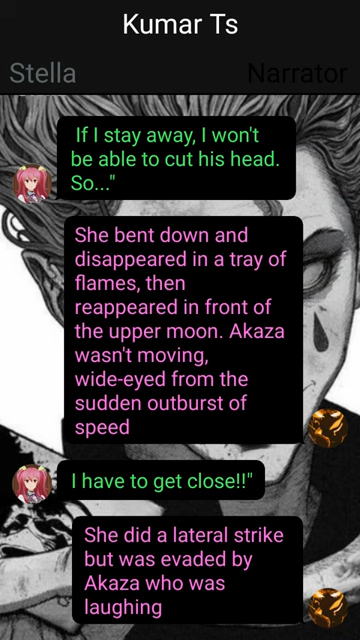 Kumar Ts
Stella
Narrator
If I stay away, I won't
be able to cut his head.
So..."
She bent down and
disappeared in a tray of
flames, then
reappeared in front of
the upper moon. Akaza
wasn't moving,
wide-eyed from the
sudden outburst of
speed
I have to get close!!"
She did a lateral strike
but was evaded by
Akaza who was
laughing